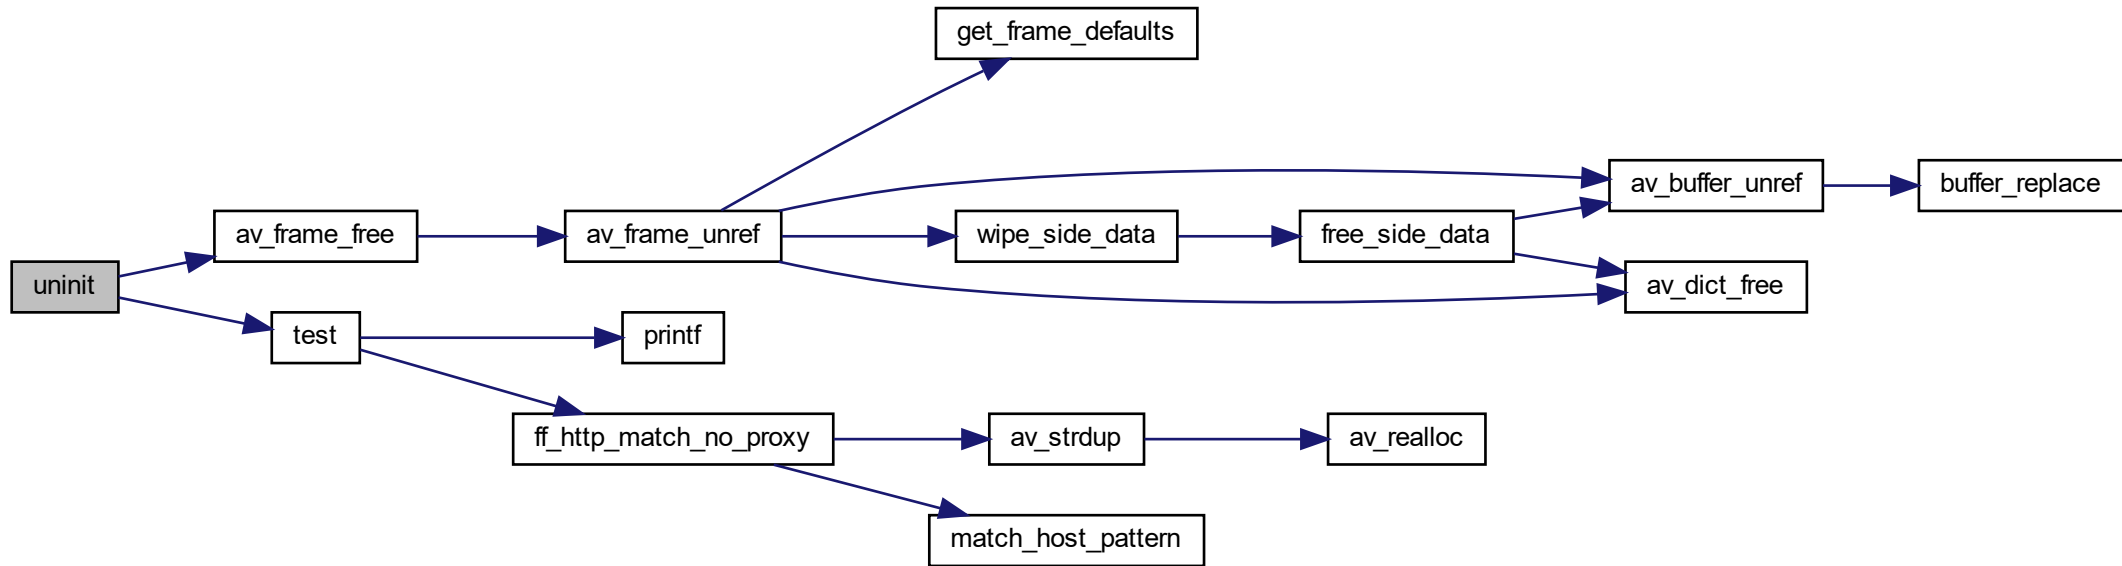 get_frame_defaults
av_buffer_unref
buffer_replace
av_frame_free
av_frame_unref
wipe_side_data
free_side_data
uninit
av_dict_free
test
printf
ff_http_match_no_proxy
av_strdup
av_realloc
match_host_pattern